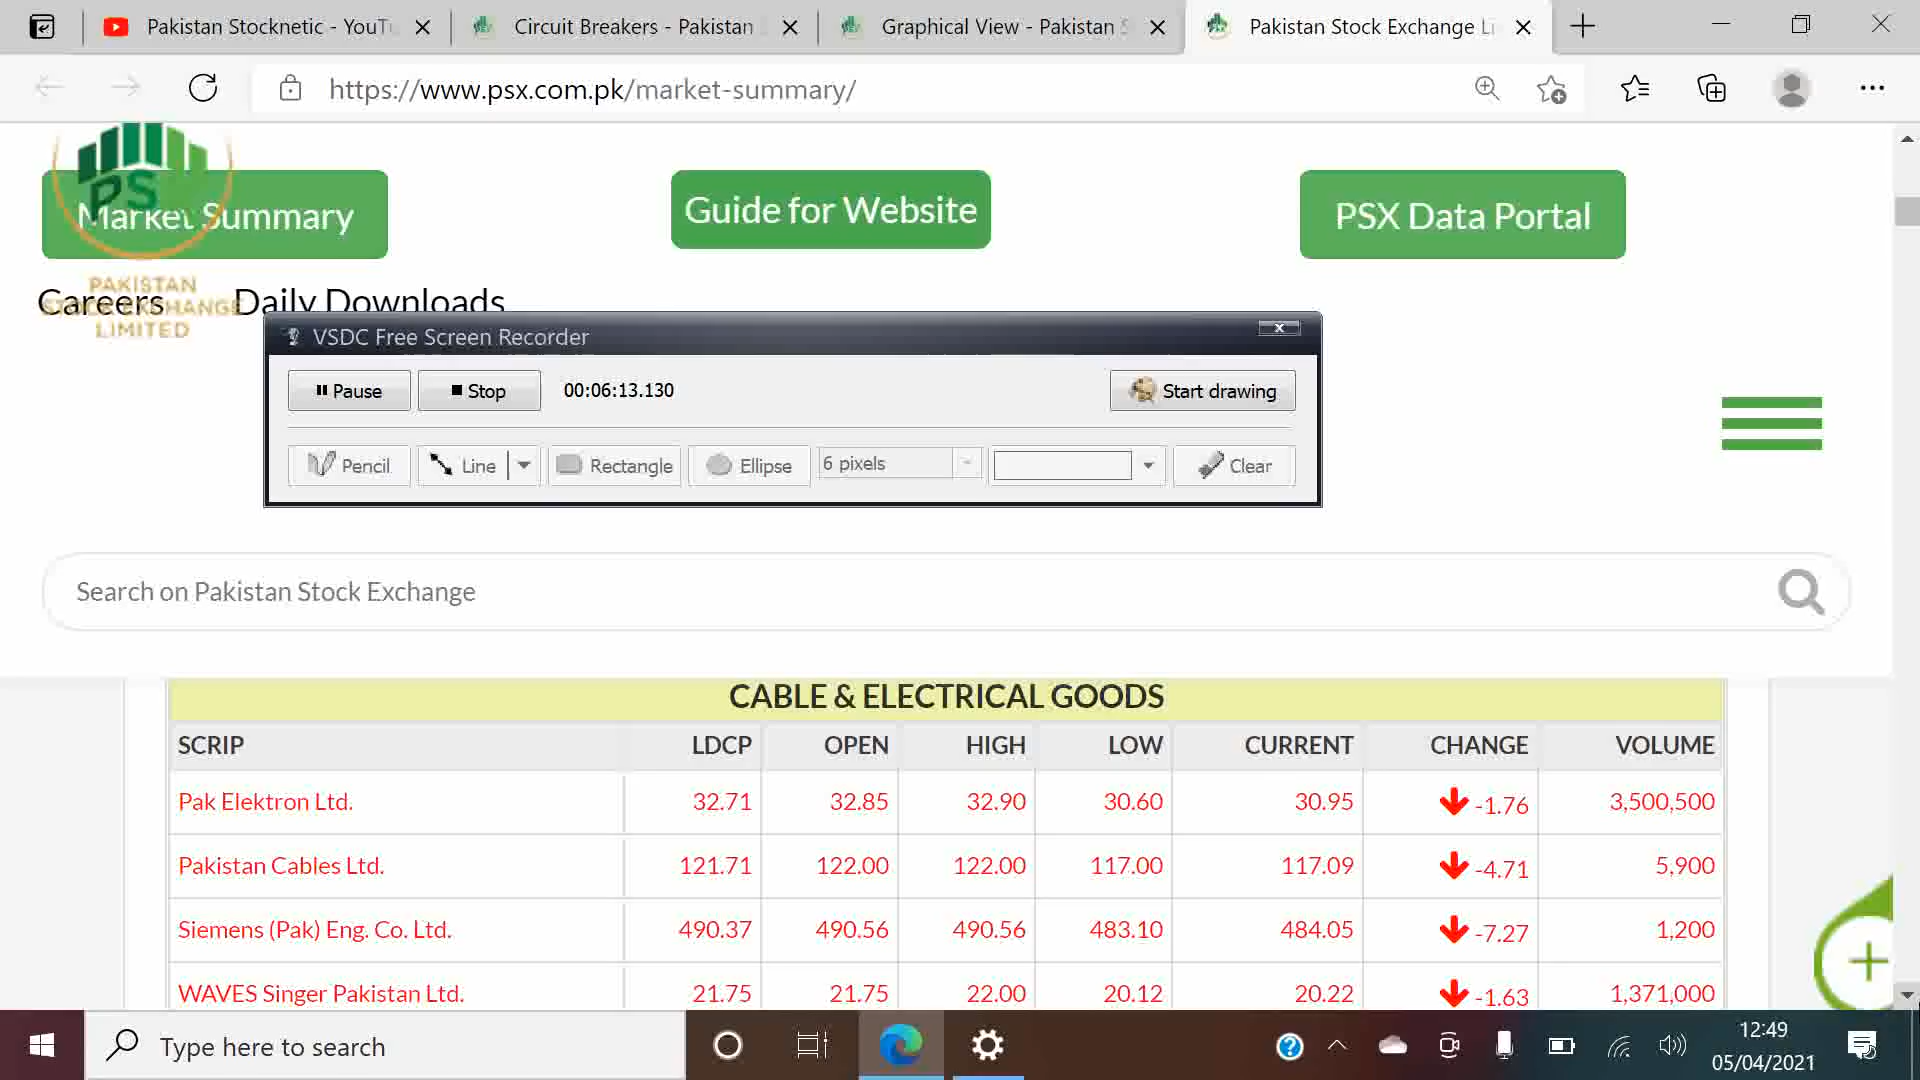 Pakistan Stocknetic - YouTu
Circuit Breakers - Pakistan
Graphical View - Pakistan S
Pakistan Stock Exchange Li
https://www.psx.com.pk/market-summary/
Market Summary
Guide for Website
PSX Data Portal
PS
PAKISTAN
STOCK EXCHANGE
LIMITED
Careers
Daily Downloads
VSDC Free Screen Recorder
Pause
Stop
00:06:13.130
Start drawing
Pencil
Line
Rectangle
Ellipse
6 pixels
Clear
Search on Pakistan Stock Exchange
CABLE & ELECTRICAL GOODS
SCRIP LDCP OPEN HIGH LOW CURRENT CHANGE VOLUME
Pak Elektron Ltd. 32.71 32.85 32.90 30.60 30.95 -1.76 3,500,500
Pakistan Cables Ltd. 121.71 122.00 122.00 117.00 117.09 -4.71 5,900
Siemens (Pak) Eng. Co. Ltd. 490.37 490.56 490.56 483.10 484.05 -7.27 1,200
WAVES Singer Pakistan Ltd. 21.75 21.75 22.00 20.12 20.22 -1.63 1,371,000
Type here to search
12:49
05/04/2021